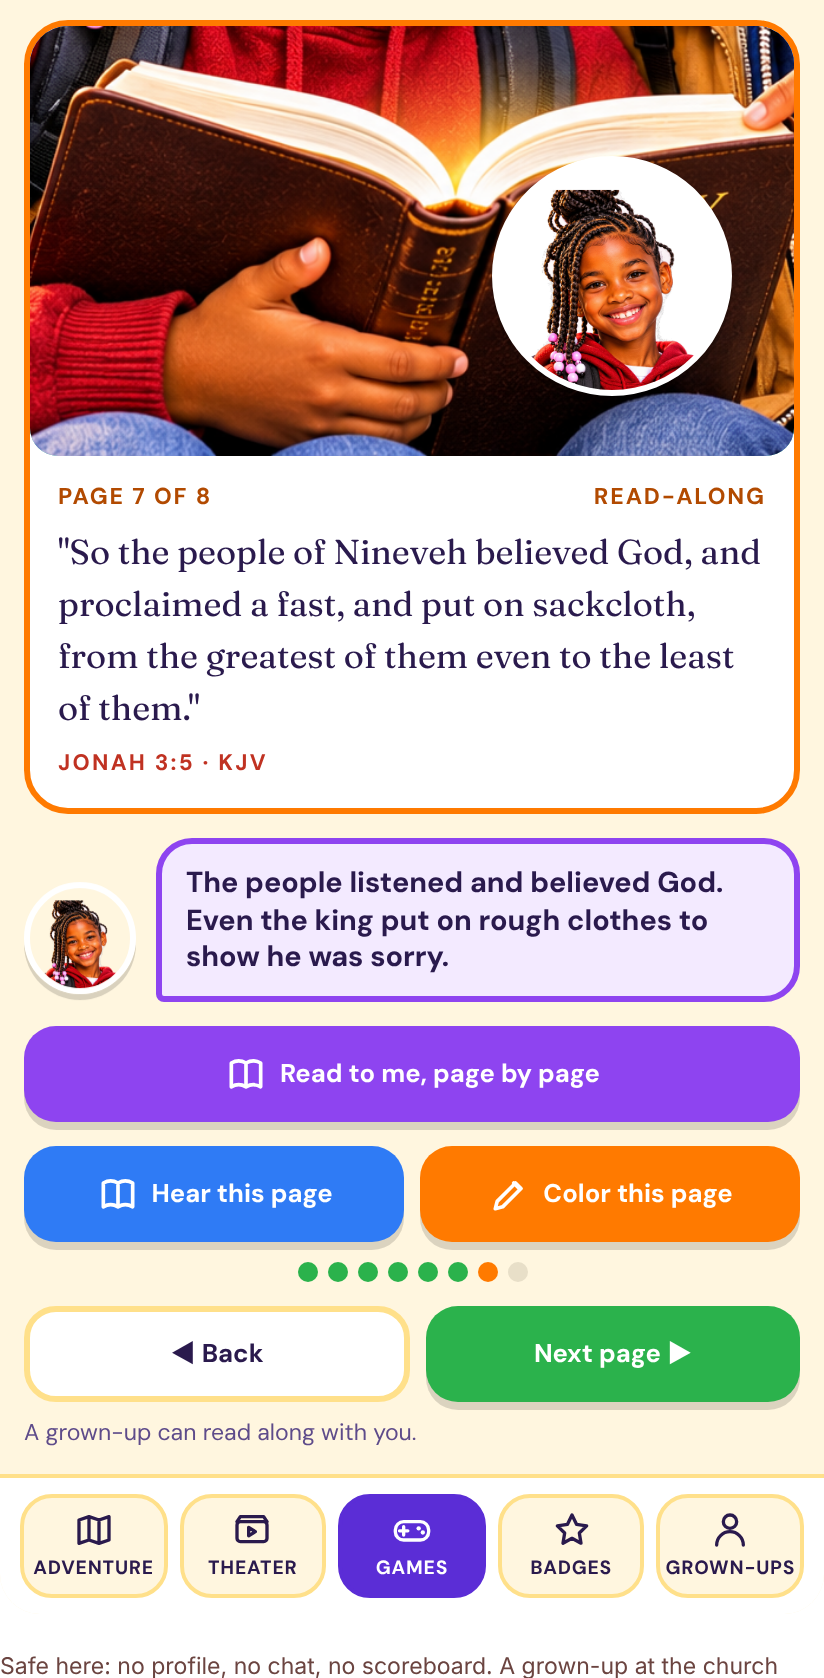 PAGE 7 OF 8
READ-ALONG
"So the people of Nineveh believed God, and
proclaimed a fast, and put on sackcloth,
from the greatest of them even to the least
of them."
JONAH 3:5 · KJV
The people listened and believed God.
Even the king put on rough clothes to
show he was sorry.
Read to me, page by page
Hear this page
Color this page
◀ Back
Next page ▶
A grown-up can read along with you.
ADVENTURE
THEATER
GAMES
BADGES
GROWN-UPS
Safe here: no profile, no chat, no scoreboard. A grown-up at the church